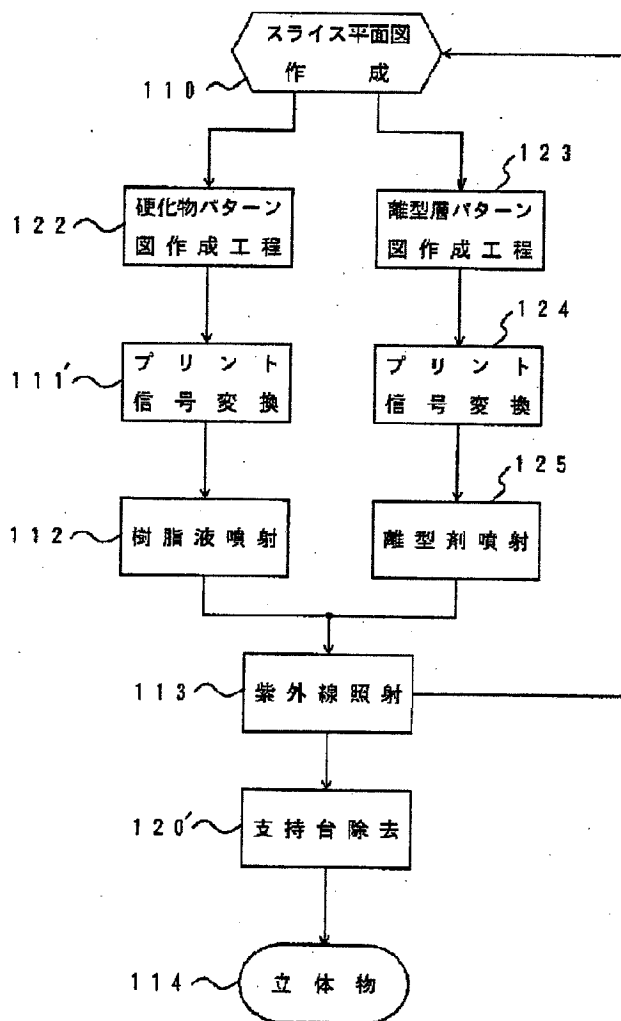 スライス平面図
作成
110
123
硬化物パターン
図作成工程
122
離型層パターン
図作成工程
124
プリント
信号変換
111′
プリント
信号変換
125
112
樹脂液噴射
離型剤噴射
113
紫外線照射
120′
支持台除去
114
立体物